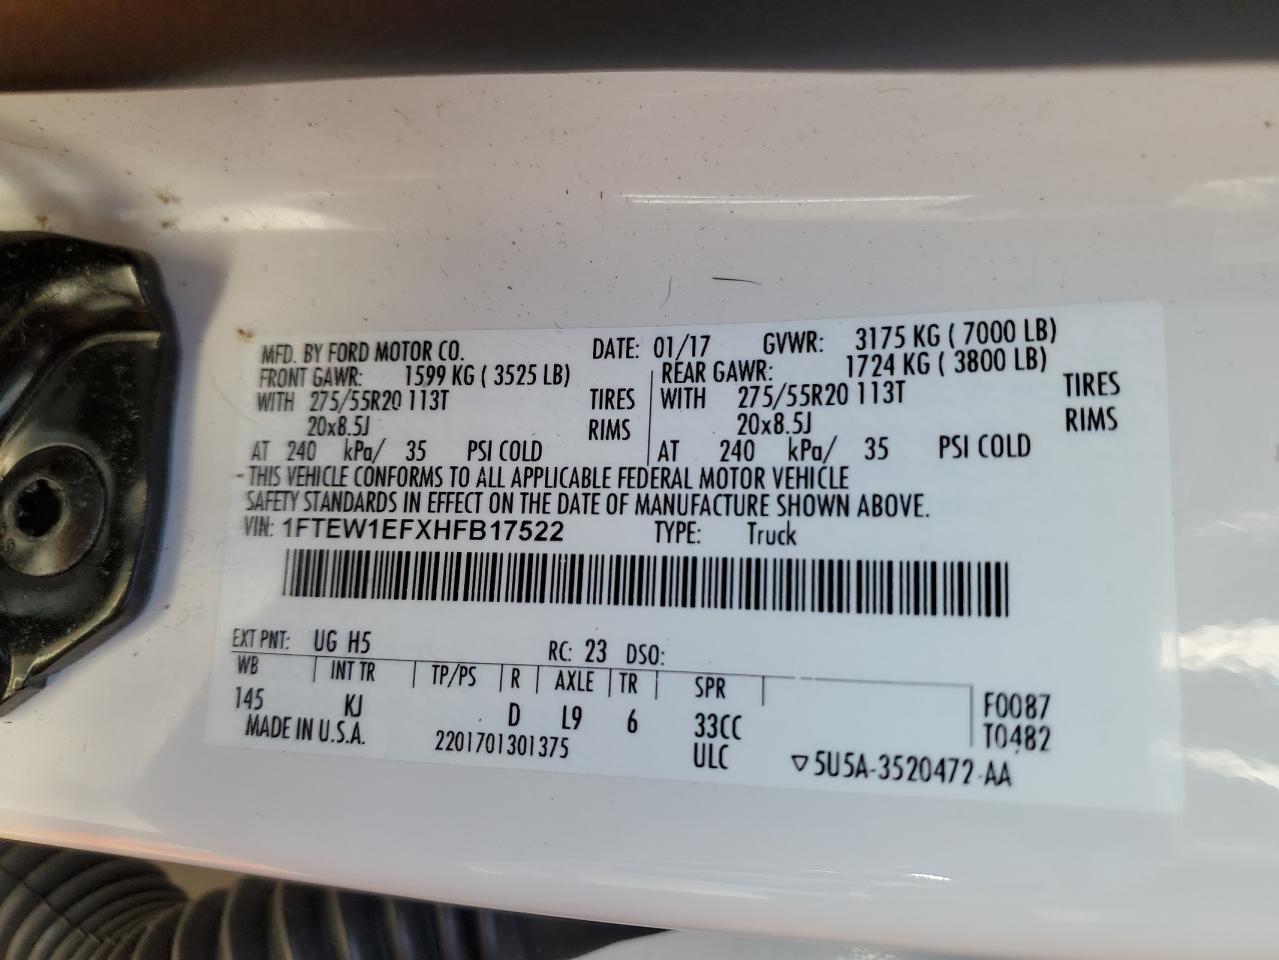 MFD. BY FORD MOTOR CO. DATE: 01/17 GVWR: 3175 KG ( 7000 LB)
FRONT GAWR: 1599 KG ( 3525 LB) REAR GAWR: 1724 KG ( 3800 LB)
WITH 275/55R20 113T TIRES WITH 275/55R20 113T TIRES
20x8.5J RIMS 20x8.5J RIMS
AT 240 kPa/ 35 PSI COLD AT 240 kPa/ 35 PSI COLD
-THIS VEHICLE CONFORMS TO ALL APPLICABLE FEDERAL MOTOR VEHICLE
SAFETY STANDARDS IN EFFECT ON THE DATE OF MANUFACTURE SHOWN ABOVE.
VIN: 1FTEW1EFXHFB17522 TYPE: Truck
EXT PNT: UG H5 RC: 23 DSO:
WB INT TR TP/PS R AXLE TR SPR
145 KJ D L9 6 33CC F0087
MADE IN U.S.A. 2201701301375 ULC T0482
▽5U5A-3520472-AA